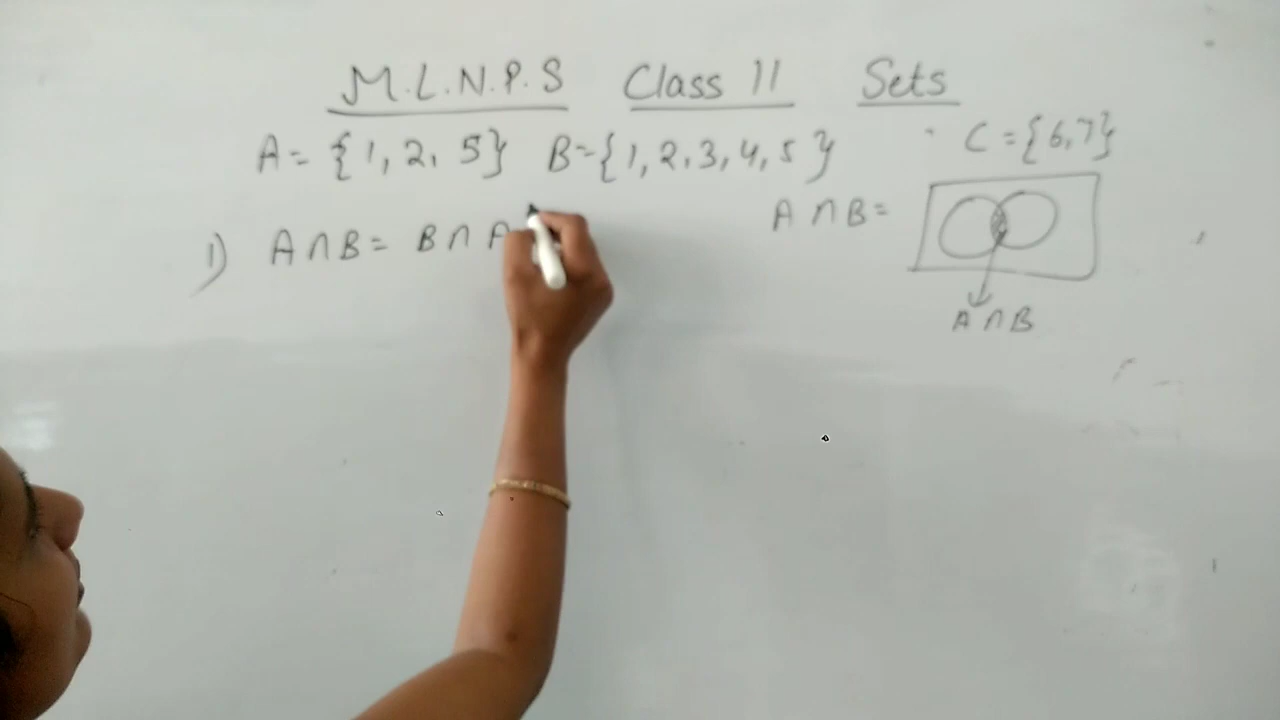 M.L.N.P.S Class 11 Sets
A = {1, 2, 5} B = {1, 2, 3, 4, 5} C = {6, 7}
A ∩ B =
1) A ∩ B = B ∩ A
A ∩ B